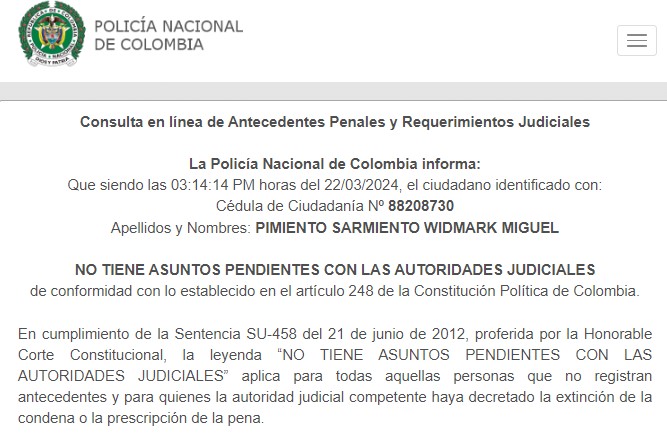 POLICÍA NACIONAL
DE COLOMBIA
Consulta en línea de Antecedentes Penales y Requerimientos Judiciales
La Policía Nacional de Colombia informa:
Que siendo las 03:14:14 PM horas del 22/03/2024, el ciudadano identificado con:
Cédula de Ciudadanía Nº 88208730
Apellidos y Nombres: PIMIENTO SARMIENTO WIDMARK MIGUEL
NO TIENE ASUNTOS PENDIENTES CON LAS AUTORIDADES JUDICIALES
de conformidad con lo establecido en el artículo 248 de la Constitución Política de Colombia.
En cumplimiento de la Sentencia SU-458 del 21 de junio de 2012, proferida por la Honorable
Corte Constitucional, la leyenda “NO TIENE ASUNTOS PENDIENTES CON LAS
AUTORIDADES JUDICIALES” aplica para todas aquellas personas que no registran
antecedentes y para quienes la autoridad judicial competente haya decretado la extinción de la
condena o la prescripción de la pena.